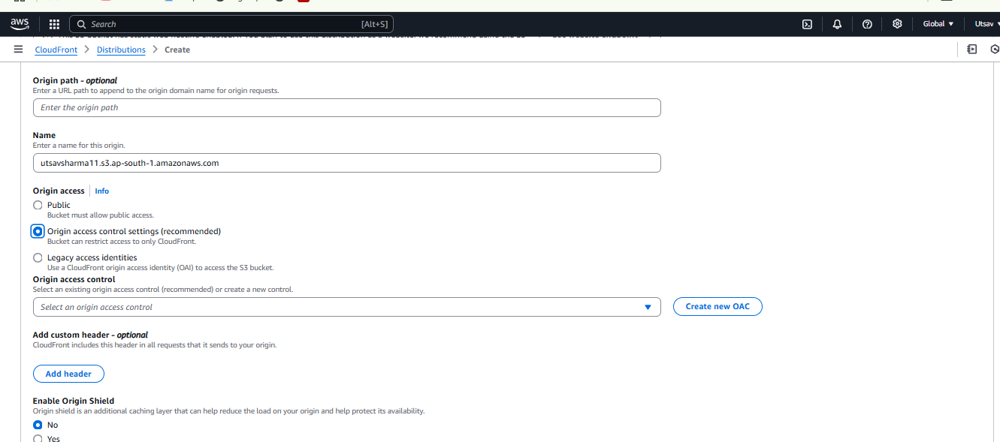 aws
Search [Alt+S]
Global ▼
Utsav
CloudFront > Distributions > Create
Origin path - optional
Enter a URL path to append to the origin domain name for origin requests.
Enter the origin path
Name
Enter a name for this origin.
utsavsharma11.s3.ap-south-1.amazonaws.com
Origin access
Info
Public
Bucket must allow public access.
Origin access control settings (recommended)
Bucket can restrict access to only CloudFront.
Legacy access identities
Use a CloudFront origin access identity (OAI) to access the S3 bucket.
Origin access control
Select an existing origin access control (recommended) or create a new control.
Select an origin access control
Create new OAC
Add custom header - optional
CloudFront includes this header in all requests that it sends to your origin.
Add header
Enable Origin Shield
Origin shield is an additional caching layer that can help reduce the load on your origin and help protect its availability.
No
Yes